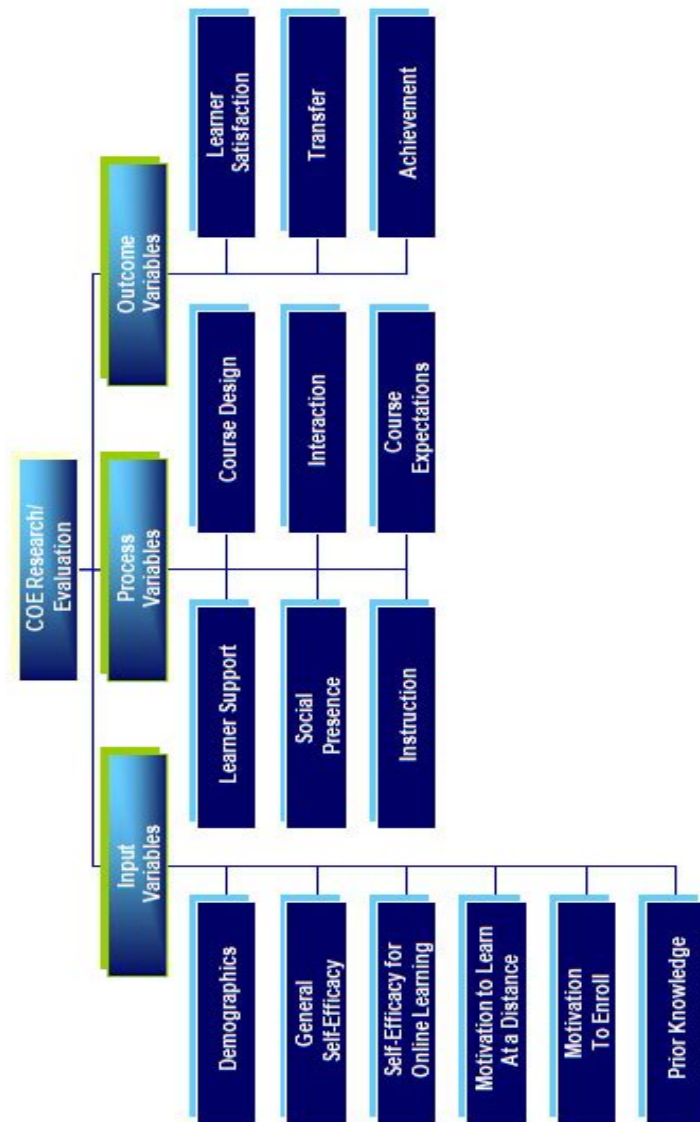 COE Research/
Evaluation
Input
Variables
Process
Variables
Outcome
Variables
Demographics
General
Self-Efficacy
Self-Efficacy for
Online Learning
Motivation to Learn
At a Distance
Motivation
To Enroll
Prior Knowledge
Learner Support
Social
Presence
Instruction
Course Design
Interaction
Course
Expectations
Learner
Satisfaction
Transfer
Achievement